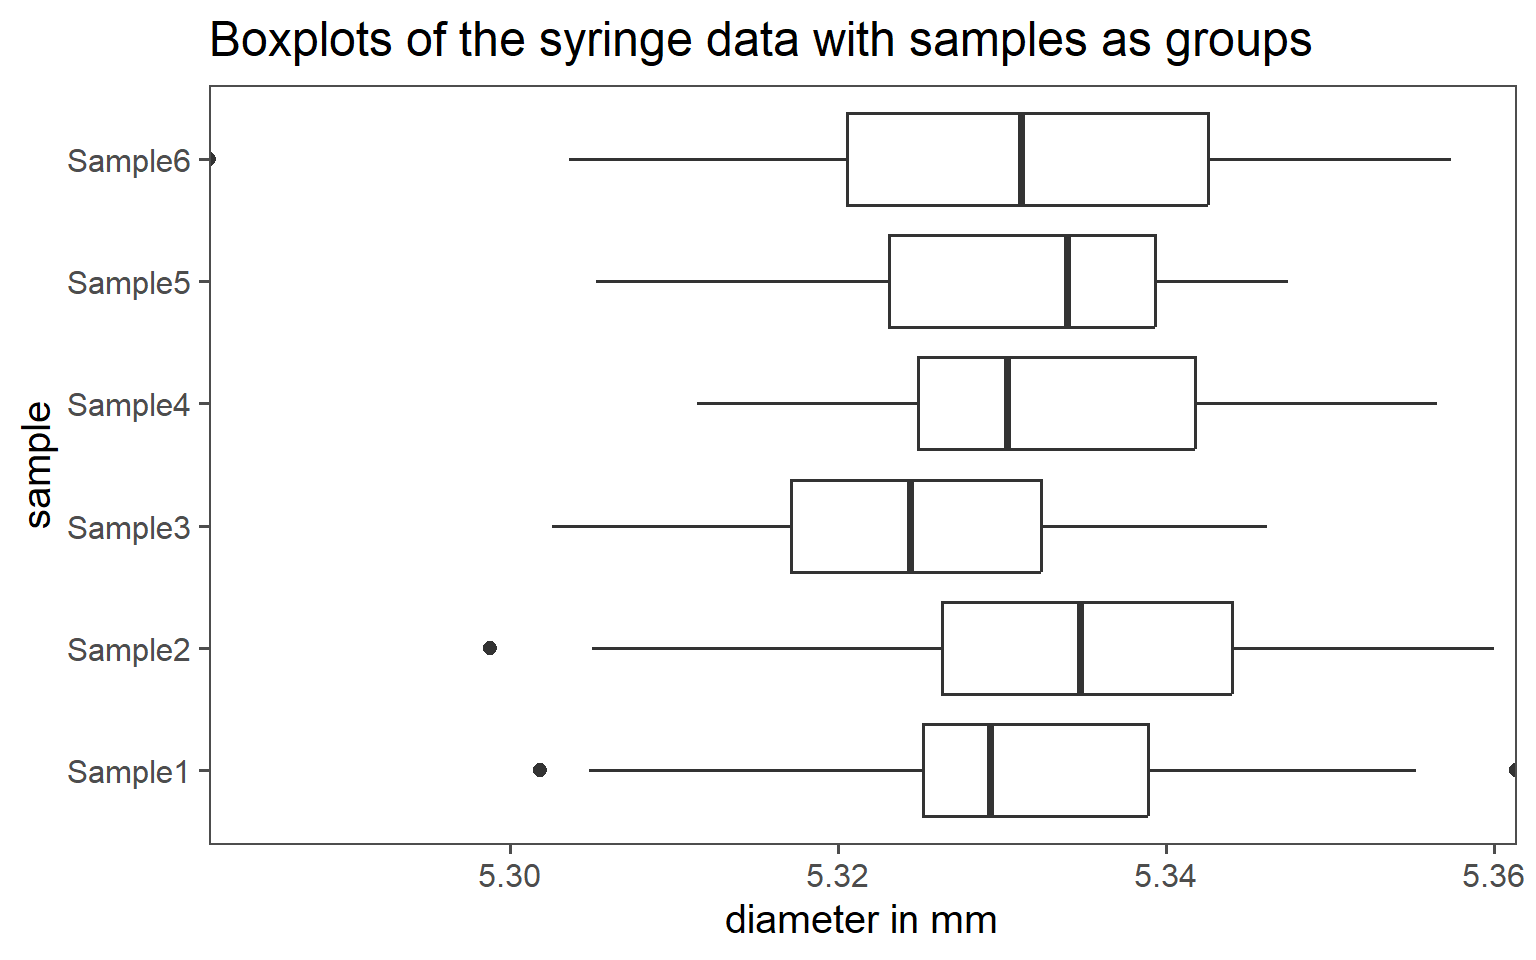 Boxplots of the syringe data with samples as groups
sample
Sample6
Sample5
Sample4
Sample3
Sample2
Sample1
5.30 5.32 5.34 5.36
diameter in mm